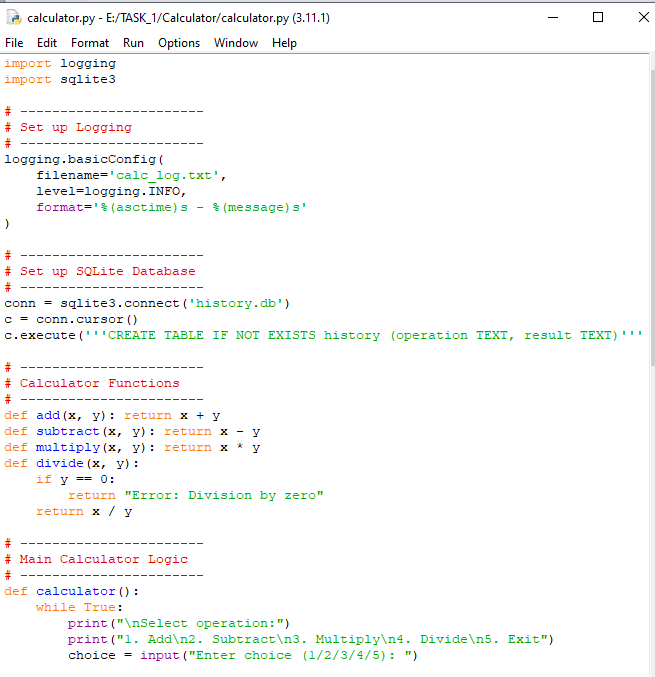 calculator.py - E:/TASK_1/Calculator/calculator.py (3.11.1)
File Edit Format Run Options Window Help
import logging
import sqlite3

# -----------------------
# Set up Logging
# -----------------------
logging.basicConfig(
    filename='calc_log.txt',
    level=logging.INFO,
    format='%(asctime)s - %(message)s'
)

# -----------------------
# Set up SQLite Database
# -----------------------
conn = sqlite3.connect('history.db')
c = conn.cursor()
c.execute('''CREATE TABLE IF NOT EXISTS history (operation TEXT, result TEXT)'''

# -----------------------
# Calculator Functions
# -----------------------
def add(x, y): return x + y
def subtract(x, y): return x - y
def multiply(x, y): return x * y
def divide(x, y):
    if y == 0:
        return "Error: Division by zero"
    return x / y

# -----------------------
# Main Calculator Logic
# -----------------------
def calculator():
    while True:
        print("\nSelect operation:")
        print("1. Add\n2. Subtract\n3. Multiply\n4. Divide\n5. Exit")
        choice = input("Enter choice (1/2/3/4/5): ")